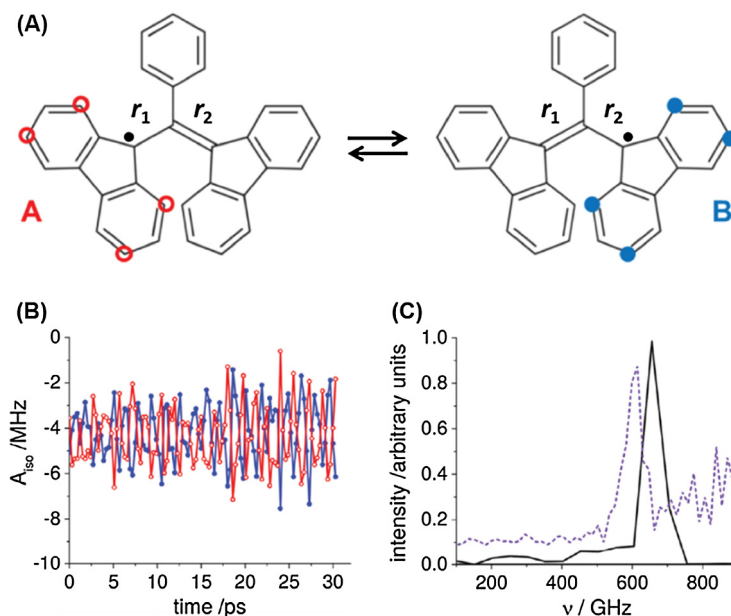 (A)
r1 r2
r1 r2
A
B
(B)
0
-2
-4
-6
-8
-10
Aiso /MHz
0 5 10 15 20 25 30
time /ps
(C)
1.0
0.8
0.6
0.4
0.2
0.0
intensity /arbitrary units
200 400 600 800
ν / GHz